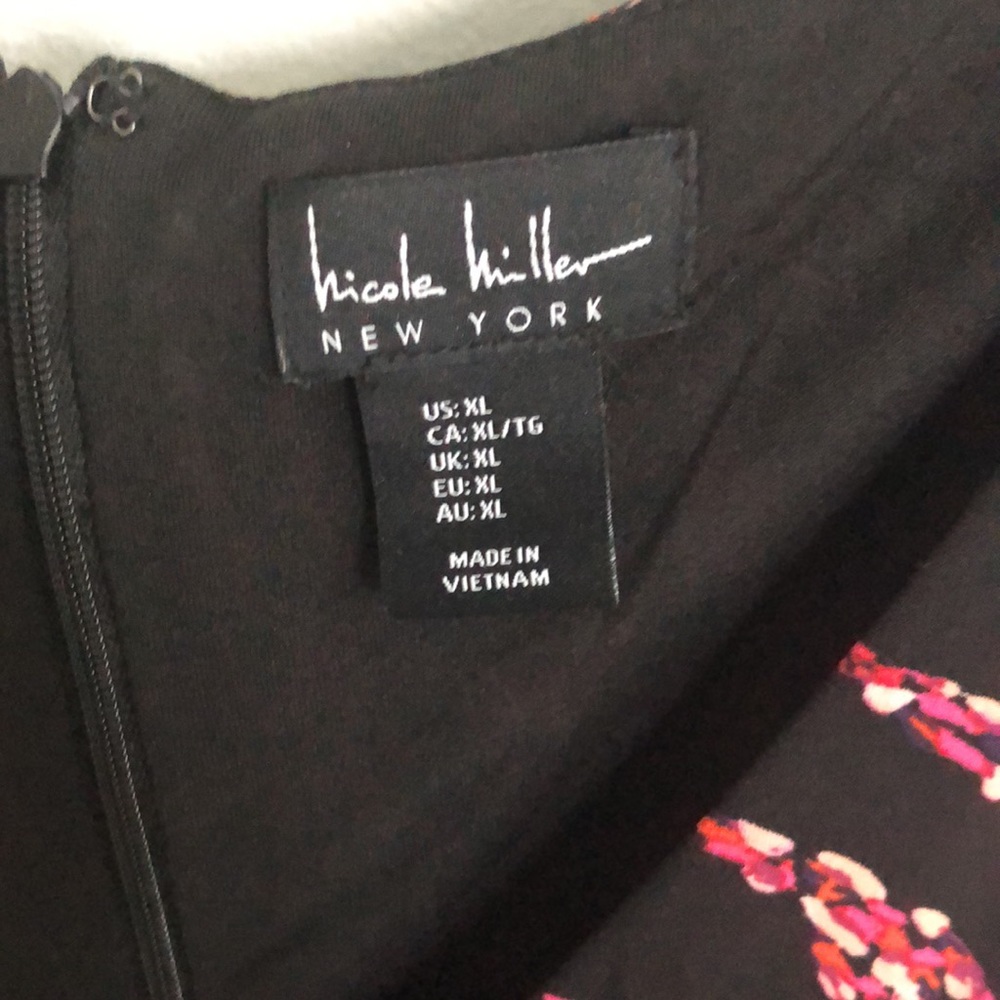 Nicole Miller
NEW YORK
US: XL
CA: XL/TG
UK: XL
EU: XL
AU: XL
MADE IN
VIETNAM